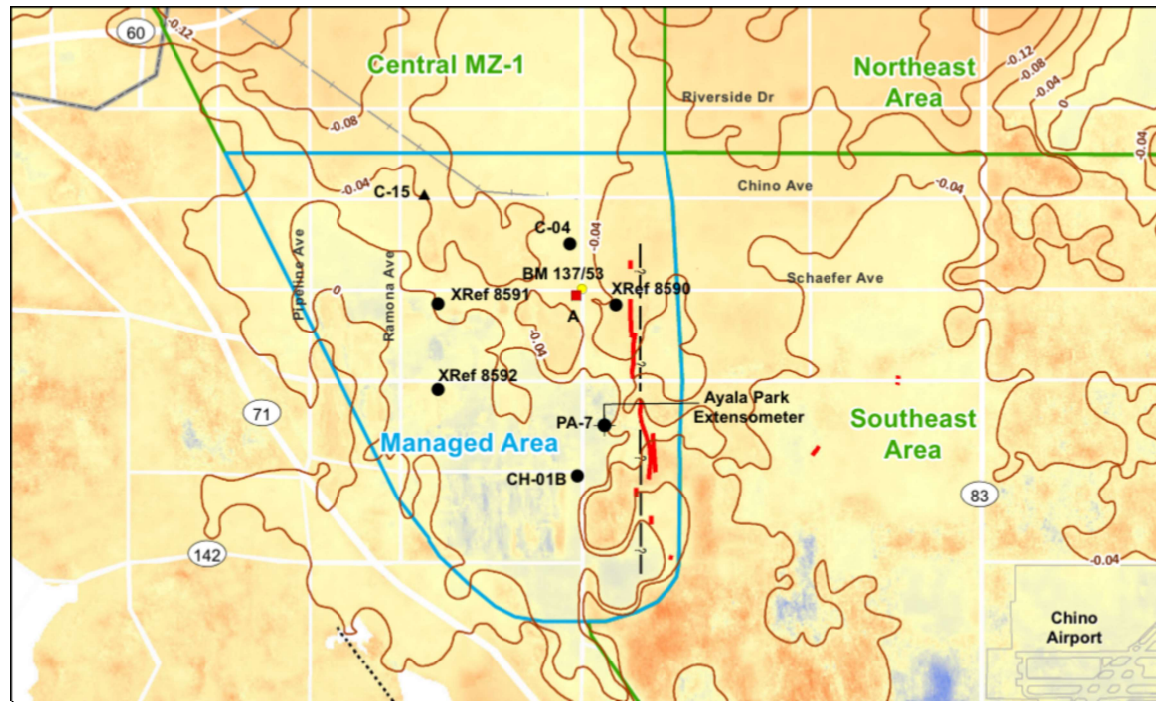 -0.12
60
Central MZ-1
Northeast
Area
-0.12
-0.08
-0.04
0
Riverside Dr
-0.08
-0.04
-0.04
Chino Ave
-0.04
C-15
C-04
-0.04
BM 137/53
Schaefer Ave
Pipeline Ave
0
Ramona Ave
XRef 8591
XRef 8590
A
-0.04
?
?
XRef 8592
71
PA-7
Ayala Park
Extensometer
Managed Area
Southeast
Area
?
CH-01B
83
142
?
-0.04
Chino
Airport